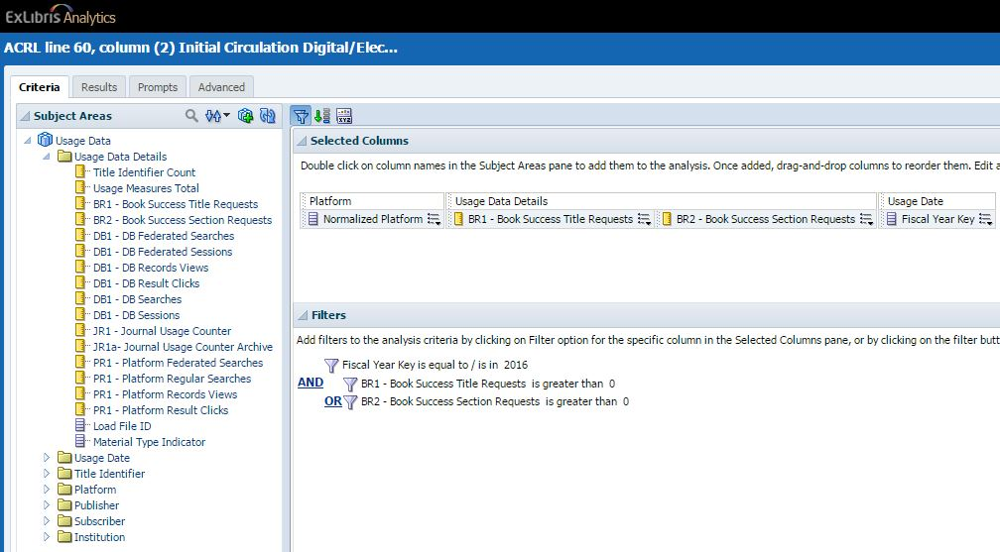 ExLibris Analytics
ACRL line 60, column (2) Initial Circulation Digital/Elec...
Criteria Results Prompts Advanced
Subject Areas
Usage Data
Usage Data Details
Title Identifier Count
Usage Measures Total
BR1 - Book Success Title Requests
BR2 - Book Success Section Requests
DB1 - DB Federated Searches
DB1 - DB Federated Sessions
DB1 - DB Records Views
DB1 - DB Result Clicks
DB1 - DB Searches
DB1 - DB Sessions
JR1 - Journal Usage Counter
JR1a- Journal Usage Counter Archive
PR1 - Platform Federated Searches
PR1 - Platform Regular Searches
PR1 - Platform Records Views
PR1 - Platform Result Clicks
Load File ID
Material Type Indicator
Usage Date
Title Identifier
Platform
Publisher
Subscriber
Institution
XYZ
Selected Columns
Double click on column names in the Subject Areas pane to add them to the analysis. Once added, drag-and-drop columns to reorder them. Edit a
Platform Usage Data Details Usage Date
Normalized Platform BR1 - Book Success Title Requests BR2 - Book Success Section Requests Fiscal Year Key
Filters
Add filters to the analysis criteria by clicking on Filter option for the specific column in the Selected Columns pane, or by clicking on the filter butt
Fiscal Year Key is equal to / is in 2016
AND BR1 - Book Success Title Requests is greater than 0
OR BR2 - Book Success Section Requests is greater than 0